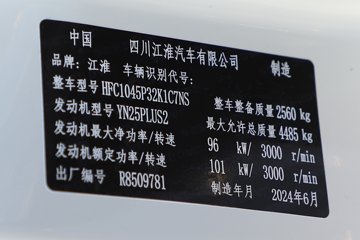 中国 四川江淮汽车有限公司 制造
品牌：江淮 车辆识别代号：
整车型号 HFC1045P32K1C7NS 整车整备质量 2560 kg
发动机型号 YN25PLUS2 最大允许总质量 4485 kg
发动机最大净功率/转速 96 kW/ 3000 r/min
发动机额定功率/转速 101 kW/ 3000 r/min
出厂编号 R8509781 制造年月 2024年6月